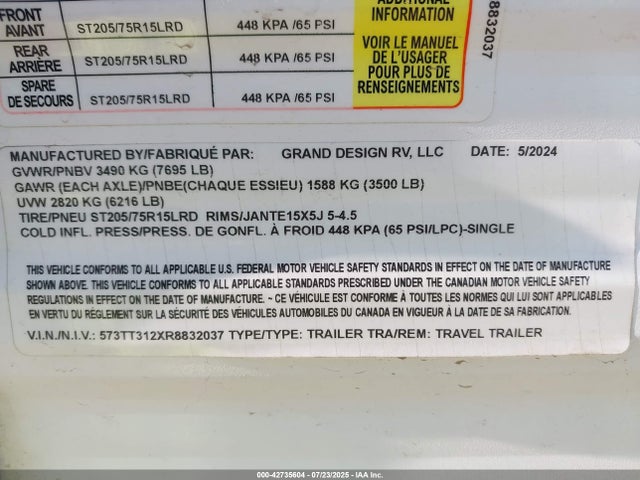 FRONT
AVANT
ST205/75R15LRD
448 KPA /65 PSI
REAR
ARRIÈRE
ST205/75R15LRD
448 KPA /65 PSI
SPARE
DE SECOURS
ST205/75R15LRD
448 KPA /65 PSI
ADDITIONAL
INFORMATION
VOIR LE MANUEL
DE L'USAGER
POUR PLUS DE
RENSEIGNEMENTS
8832037
MANUFACTURED BY/FABRIQUÉ PAR: GRAND DESIGN RV, LLC DATE: 5/2024
GVWR/PNBV 3490 KG (7695 LB)
GAWR (EACH AXLE)/PNBE(CHAQUE ESSIEU) 1588 KG (3500 LB)
UVW 2820 KG (6216 LB)
TIRE/PNEU ST205/75R15LRD RIMS/JANTE15X5J 5-4.5
COLD INFL. PRESS/PRESS. DE GONFL. À FROID 448 KPA (65 PSI/LPC)-SINGLE
THIS VEHICLE CONFORMS TO ALL APPLICABLE U.S. FEDERAL MOTOR VEHICLE SAFETY STANDARDS IN EFFECT ON THE DATE OF MANUFACTURE
SHOWN ABOVE. THIS VEHICLE CONFORMS TO ALL APPLICABLE STANDARDS PRESCRIBED UNDER THE CANADIAN MOTOR VEHICLE SAFETY
REGULATIONS IN EFFECT ON THE DATE OF MANUFACTURE. ~ CE VÉHICULE EST CONFORME À TOUTES LES NORMES QUI LUI SONT APPLICABLES
EN VERTU DU RÈGLEMENT SUR LA SÉCURITÉ DES VÉHICULES AUTOMOBILES DU CANADA EN VIGUEUR À LA DATE DE SA FABRICATION.
V.I.N./N.I.V.: 573TT312XR8832037 TYPE/TYPE: TRAILER TRA/REM: TRAVEL TRAILER
000-42735604 - 07/23/2025 - IAA Inc.